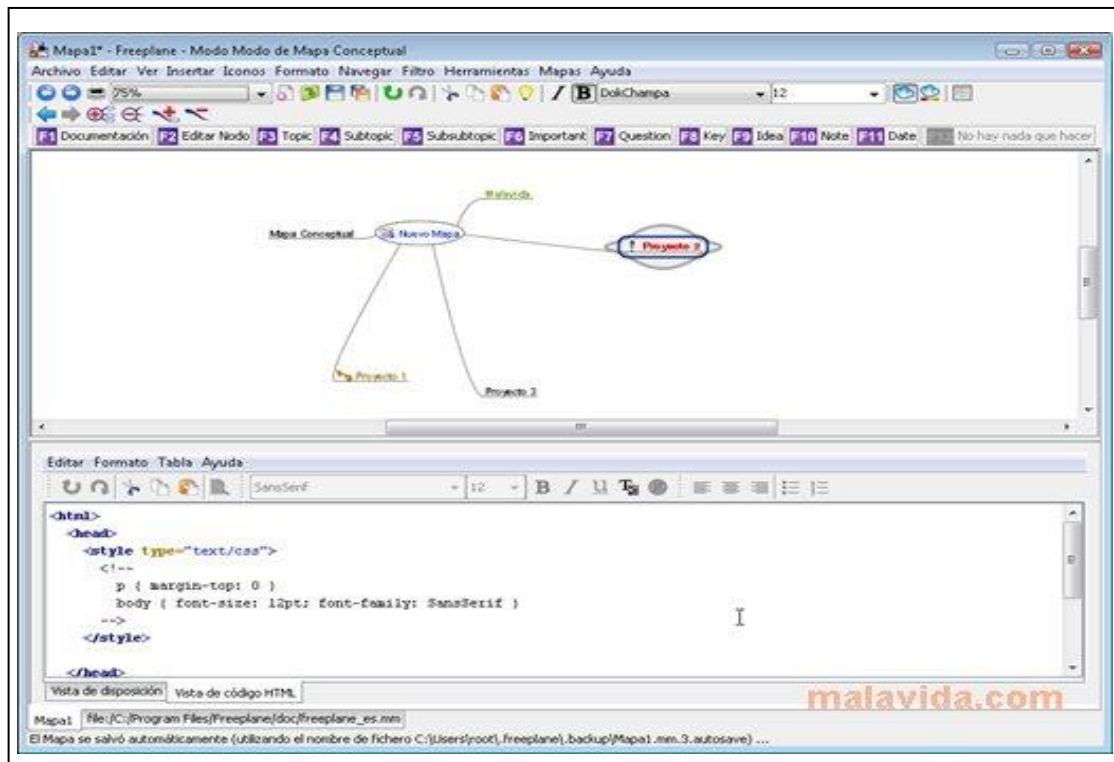 Mapa1* - Freeplane - Modo Modo de Mapa Conceptual
Archivo Editar Ver Insertar Iconos Formato Navegar Filtro Herramientas Mapas Ayuda
75% I B DokChampa 12
F1 Documentación F2 Editar Nodo F3 Topic F4 Subtopic F5 Subsubtopic F6 Important F7 Question F8 Key F9 Idea F10 Note F11 Date No hay nada que hacer
Malavida
Mapa Conceptual Nuevo Mapa
! Proyecto 2
Proyecto 1
Proyecto 3
Editar Formato Tabla Ayuda
SansSerif 12 B I U
<html>
<head>
<style type="text/css">
<!--
p { margin-top: 0 }
body { font-size: 12pt; font-family: SansSerif }
-->
</style>
</head>
Vista de disposición Vista de código HTML
malavida.com
Mapa1 file:/C:/Program Files/Freeplane/doc/freeplane_es.mm
El Mapa se salvó automáticamente (utilizando el nombre de fichero C:\Users\root\.freeplane\.backup\Mapa1.mm.3.autosave) ...